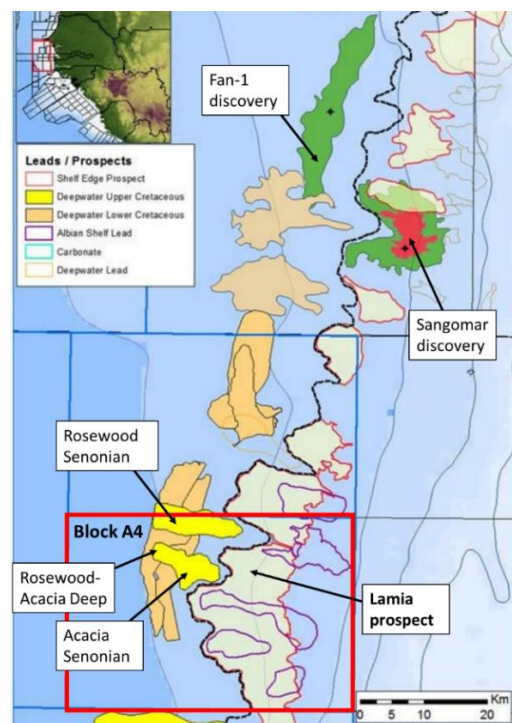 Fan-1
discovery
Leads / Prospects
Shelf Edge Prospect
Deepwater Upper Cretaceous
Deepwater Lower Cretaceous
Albian Shelf Lead
Carbonate
Deepwater Lead
Sangomar
discovery
Rosewood
Senonian
Block A4
Rosewood-
Acacia Deep
Acacia
Senonian
Lamia
prospect
Km
0 5 10 20